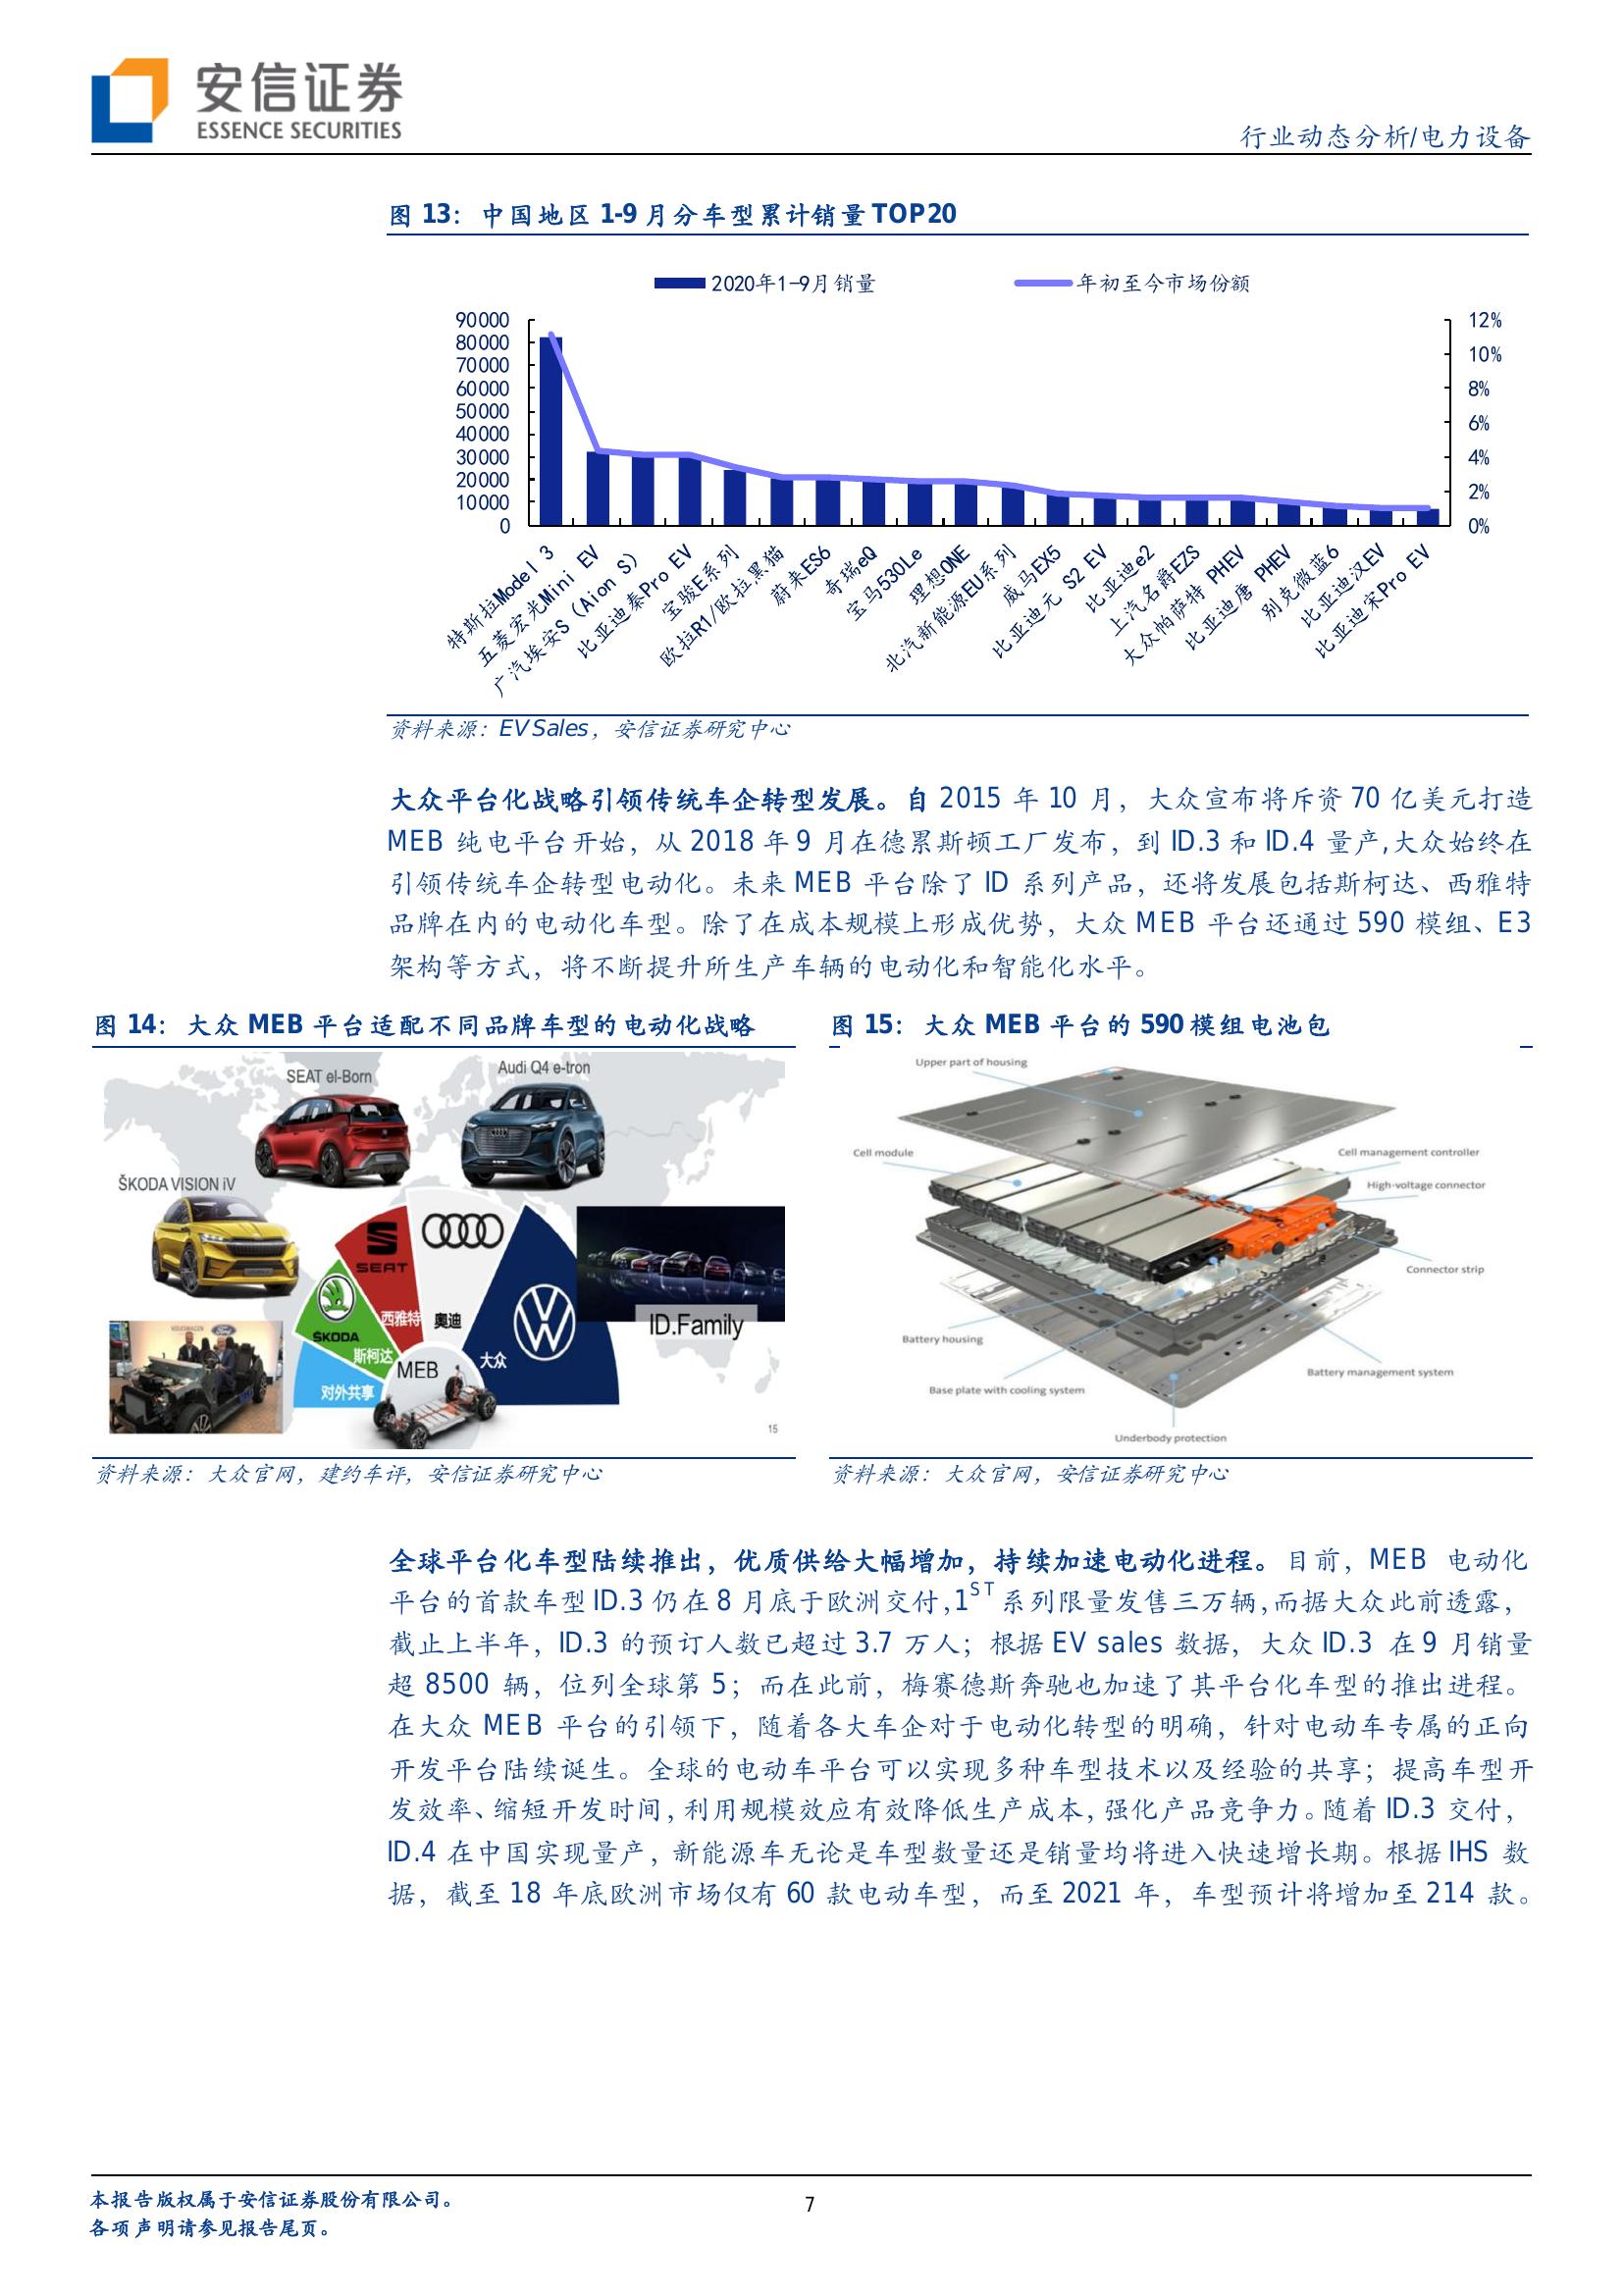 安信证券
ESSENCE SECURITIES
行业动态分析/电力设备
图 13：中国地区 1-9 月分车型累计销量 TOP20
2020年1-9月销量
年初至今市场份额
90000
80000
70000
60000
50000
40000
30000
20000
10000
0
12%
10%
8%
6%
4%
2%
0%
特斯拉Model 3
五菱宏光Mini EV
广汽埃安S (Aion S)
比亚迪秦Pro EV
宝骏E系列
欧拉R1/欧拉黑猫
蔚来ES6
奇瑞eQ
宝马530Le
理想ONE
北汽新能源EU系列
威马EX5
比亚迪元 S2 EV
比亚迪e2
上汽名爵EZS
大众帕萨特 PHEV
比亚迪唐 PHEV
别克微蓝6
比亚迪汉EV
比亚迪宋Pro EV
资料来源：EV Sales，安信证券研究中心
大众平台化战略引领传统车企转型发展。自 2015 年 10 月，大众宣布将斥资 70 亿美元打造
MEB 纯电平台开始，从 2018 年 9 月在德累斯顿工厂发布，到 ID.3 和 ID.4 量产,大众始终在
引领传统车企转型电动化。未来 MEB 平台除了 ID 系列产品，还将发展包括斯柯达、西雅特
品牌在内的电动化车型。除了在成本规模上形成优势，大众 MEB 平台还通过 590 模组、E3
架构等方式，将不断提升所生产车辆的电动化和智能化水平。
图 14：大众 MEB 平台适配不同品牌车型的电动化战略
SEAT el-Born
Audi Q4 e-tron
ŠKODA VISION iV
SEAT
西雅特
奥迪
ŠKODA
斯柯达
大众
对外共享
MEB
ID.Family
VOLKSWAGEN
Ford
15
资料来源：大众官网，建约车评，安信证券研究中心
图 15：大众 MEB 平台的 590 模组电池包
Upper part of housing
Cell module
Cell management controller
High-voltage connector
Connector strip
Battery housing
Battery management system
Base plate with cooling system
Underbody protection
资料来源：大众官网，安信证券研究中心
全球平台化车型陆续推出，优质供给大幅增加，持续加速电动化进程。目前，MEB 电动化
平台的首款车型 ID.3 仍在 8 月底于欧洲交付,1ST 系列限量发售三万辆,而据大众此前透露，
截止上半年，ID.3 的预订人数已超过 3.7 万人；根据 EV sales 数据，大众 ID.3 在 9 月销量
超 8500 辆，位列全球第 5；而在此前，梅赛德斯奔驰也加速了其平台化车型的推出进程。
在大众 MEB 平台的引领下，随着各大车企对于电动化转型的明确，针对电动车专属的正向
开发平台陆续诞生。全球的电动车平台可以实现多种车型技术以及经验的共享；提高车型开
发效率、缩短开发时间,利用规模效应有效降低生产成本,强化产品竞争力。随着 ID.3 交付，
ID.4 在中国实现量产，新能源车无论是车型数量还是销量均将进入快速增长期。根据 IHS 数
据，截至 18 年底欧洲市场仅有 60 款电动车型，而至 2021 年，车型预计将增加至 214 款。
本报告版权属于安信证券股份有限公司。
各项声明请参见报告尾页。
7